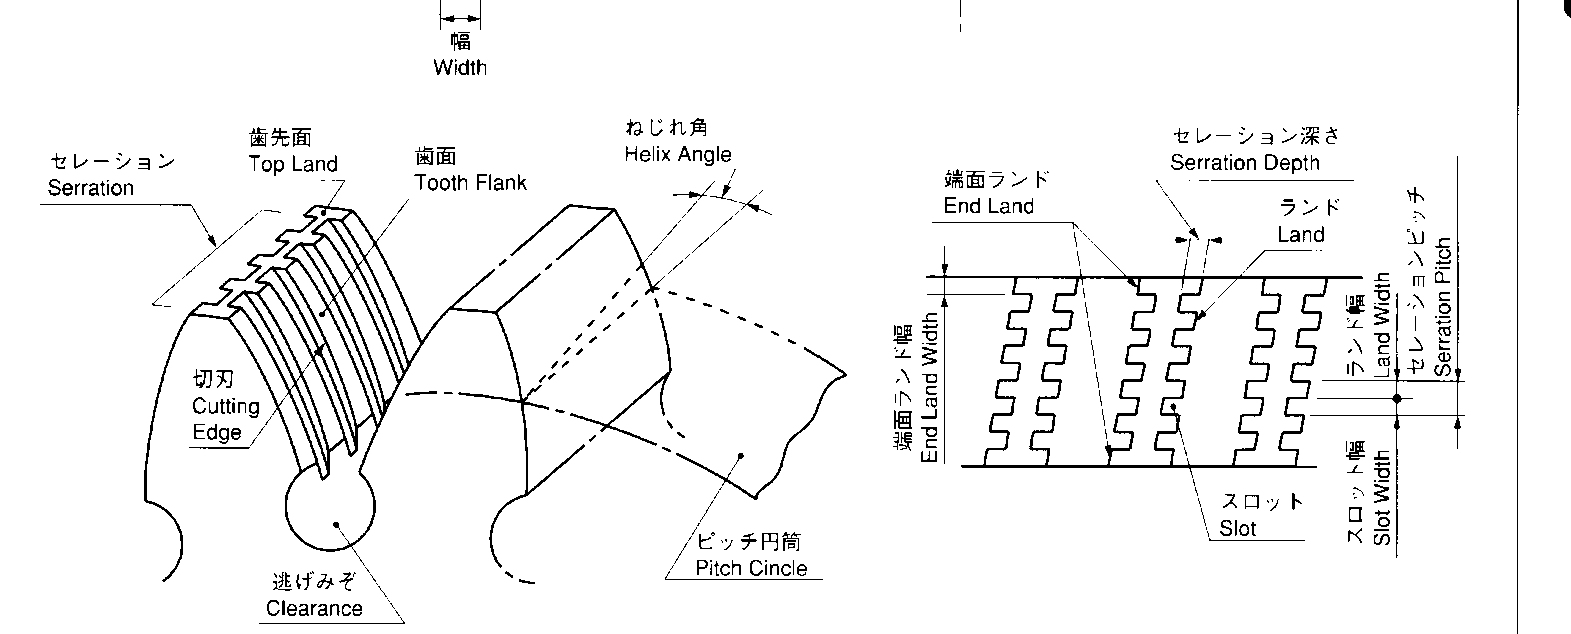 幅
Width
セレーション
Serration
歯先面
Top Land
歯面
Tooth Flank
ねじれ角
Helix Angle
切刃
Cutting
Edge
逃げみぞ
Clearance
ピッチ円筒
Pitch Cincle
端面ランド
End Land
セレーション深さ
Serration Depth
ランド
Land
端面ランド幅
End Land Width
スロット
Slot
ランド幅
Land Width
セレーションピッチ
Serration Pitch
スロット幅
Slot Width